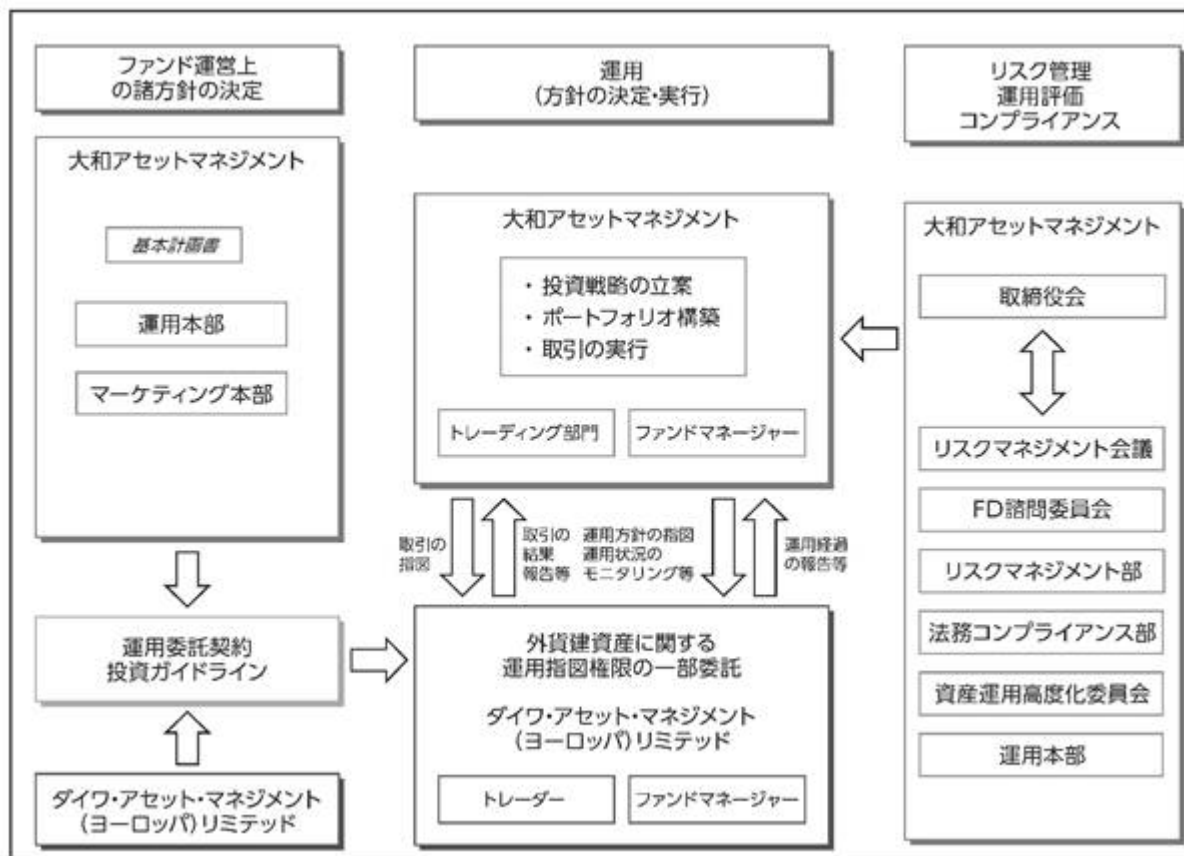 ファンド運営上
の諸方針の決定
大和アセットマネジメント
基本計画書
運用本部
マーケティング本部
運用委託契約
投資ガイドライン
ダイワ・アセット・マネジメント
(ヨーロッパ)リミテッド
運用
(方針の決定・実行)
大和アセットマネジメント
・ 投資戦略の立案
・ ポートフォリオ構築
・ 取引の実行
トレーディング部門
ファンドマネージャー
取引の
指図
取引の
結果
報告等
運用方針の指図
運用状況の
モニタリング等
運用経過
の報告等
外貨建資産に関する
運用指図権限の一部委託
ダイワ・アセット・マネジメント
(ヨーロッパ)リミテッド
トレーダー
ファンドマネージャー
リスク管理
運用評価
コンプライアンス
大和アセットマネジメント
取締役会
リスクマネジメント会議
FD諮問委員会
リスクマネジメント部
法務コンプライアンス部
資産運用高度化委員会
運用本部